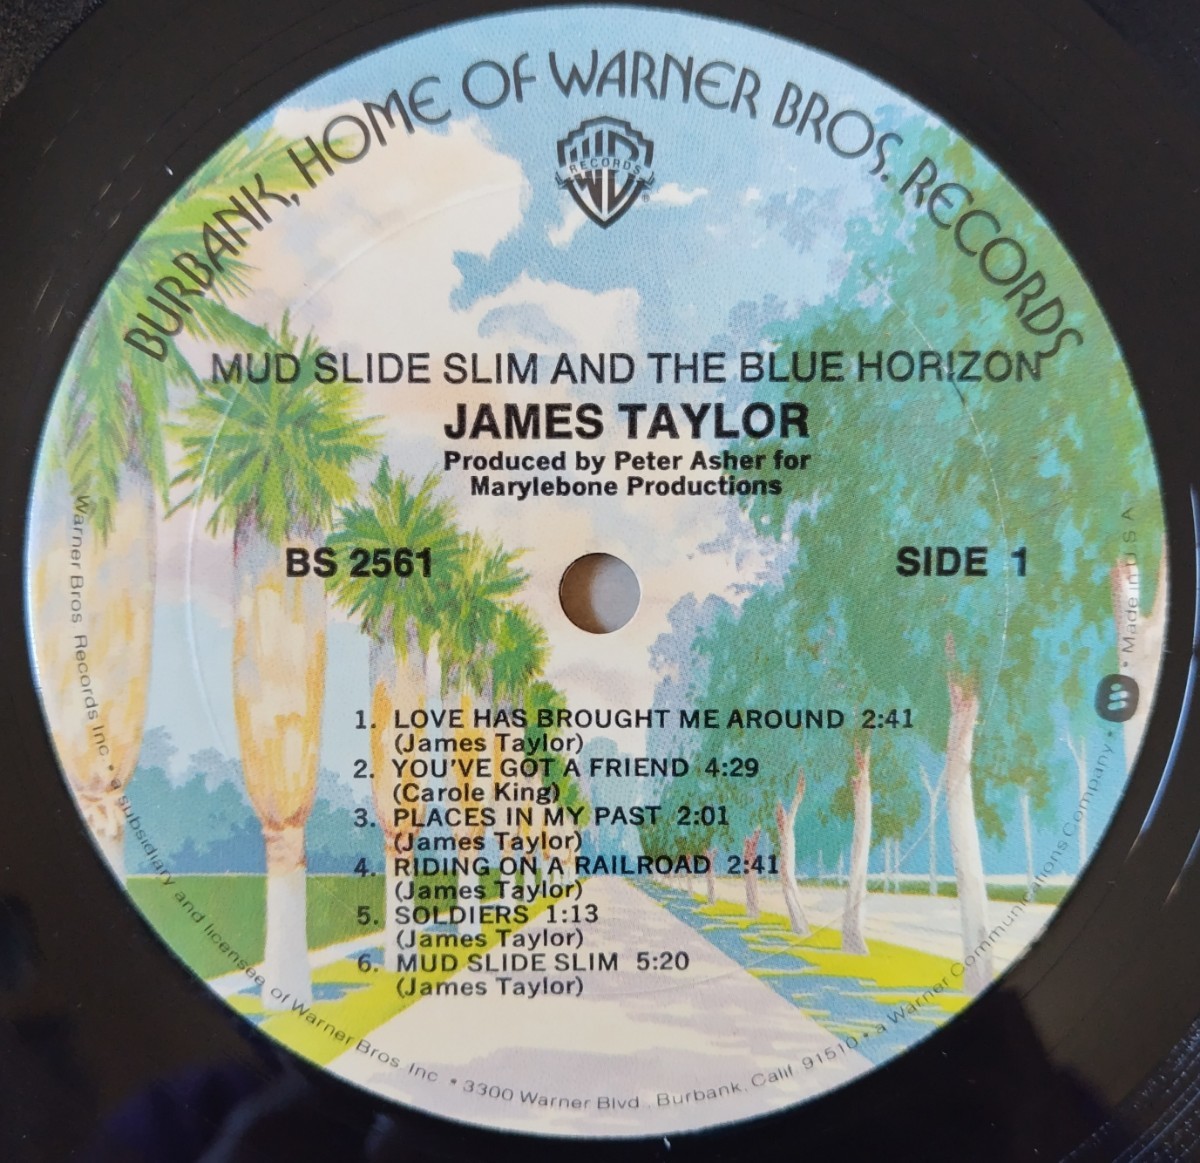 BURBANK, HOME OF WARNER BROS. RECORDS
RECORDS
MUD SLIDE SLIM AND THE BLUE HORIZON
JAMES TAYLOR
Produced by Peter Asher for
Marylebone Productions
BS 2561
SIDE 1
1. LOVE HAS BROUGHT ME AROUND 2:41
(James Taylor)
2. YOU'VE GOT A FRIEND 4:29
(Carole King)
3. PLACES IN MY PAST 2:01
(James Taylor)
4. RIDING ON A RAILROAD 2:41
(James Taylor)
5. SOLDIERS 1:13
(James Taylor)
6. MUD SLIDE SLIM 5:20
(James Taylor)
Warner Bros. Records Inc. • a subsidiary and licensee of Warner Bros. Inc. • 3300 Warner Blvd., Burbank, Calif. 91510 • a Warner Communications Company • Made in U.S.A.